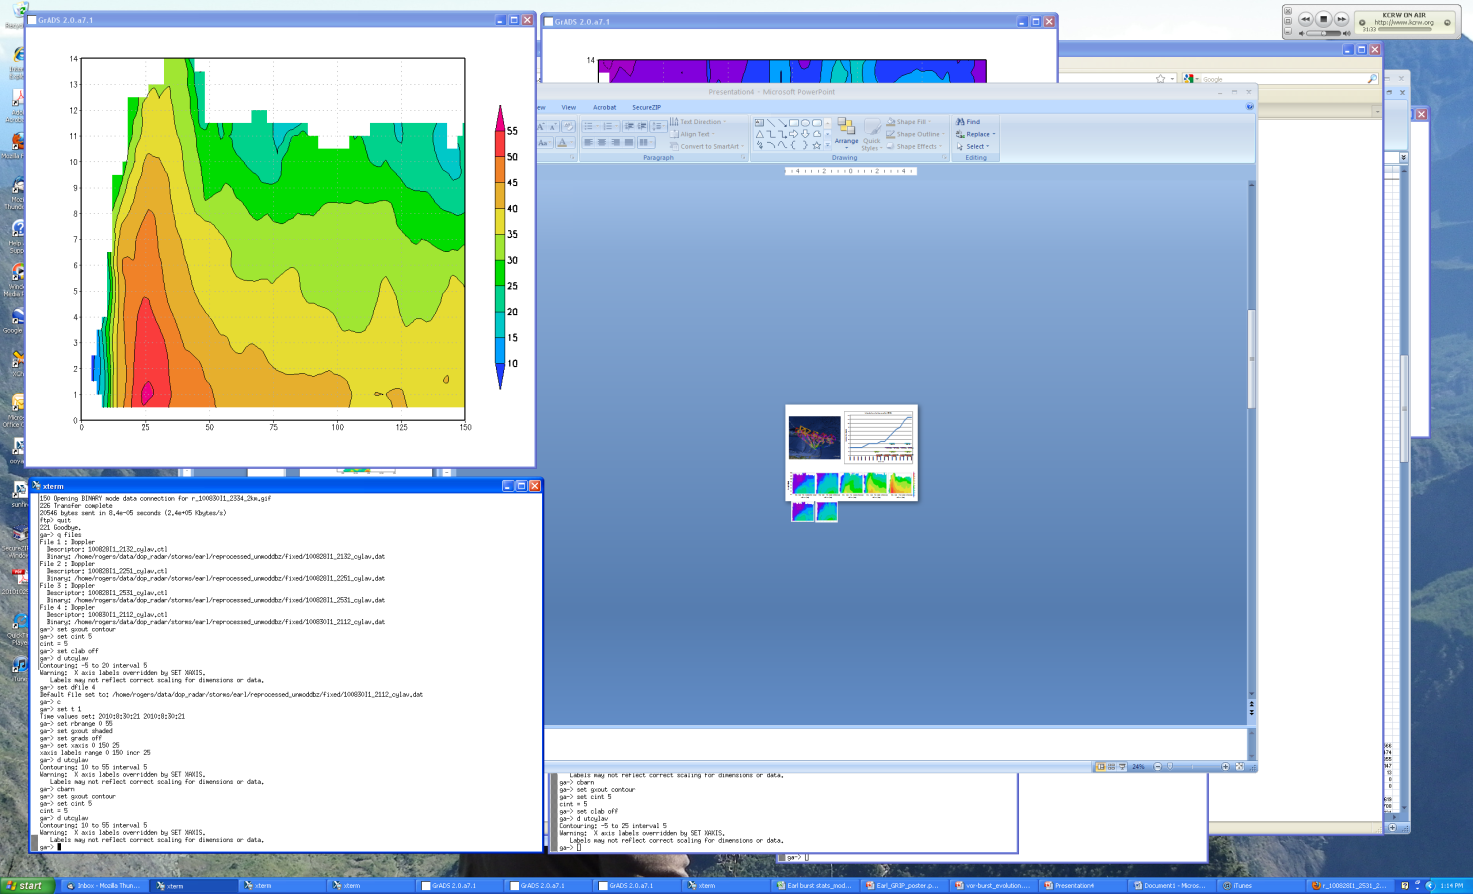 GrADS 2.0.a7.1
GrADS 2.0.a7.1
KCRW ON AIR
http://www.kcrw.org
31:33
Google
Presentation4 - Microsoft PowerPoint
View
Acrobat
SecureZIP
Text Direction
Align Text
Convert to SmartArt
Paragraph
Arrange
Quick
Styles
Shape Fill
Shape Outline
Shape Effects
Drawing
Find
Replace
Select
Editing
14
14
13
12
11
10
9
8
7
6
5
4
3
2
1
0
0
25
50
75
100
125
150
55
50
45
40
35
30
25
20
15
10
xterm
150 Opening BINARY mode data connection for r_100830I1_2334_2km.gif
226 Transfer complete
20546 bytes sent in 8.4e-05 seconds (2.4e+05 Kbytes/s)
ftp> quit
221 Goodbye.
ga-> q files
File 1 : Doppler
Descriptor: 100828I1_2132_cylav.ctl
Binary: /home/rogers/data/dop_radar/storms/earl/reprocessed_unmoddbz/fixed/100828I1_2132_cylav.dat
File 2 : Doppler
Descriptor: 100828I1_2251_cylav.ctl
Binary: /home/rogers/data/dop_radar/storms/earl/reprocessed_unmoddbz/fixed/100828I1_2251_cylav.dat
File 3 : Doppler
Descriptor: 100828I1_2531_cylav.ctl
Binary: /home/rogers/data/dop_radar/storms/earl/reprocessed_unmoddbz/fixed/100828I1_2531_cylav.dat
File 4 : Doppler
Descriptor: 100830I1_2112_cylav.ctl
Binary: /home/rogers/data/dop_radar/storms/earl/reprocessed_unmoddbz/fixed/100830I1_2112_cylav.dat
ga-> set gxout contour
ga-> set cint 5
cint = 5
ga-> set clab off
ga-> d utcylav
Contouring: -5 to 20 interval 5
Warning:  X axis labels overridden by SET XAXIS.
Labels may not reflect correct scaling for dimensions or data.
ga-> set dfile 4
Default file set to: /home/rogers/data/dop_radar/storms/earl/reprocessed_unmoddbz/fixed/100830I1_2112_cylav.dat
ga-> c
ga-> set t 1
Time values set: 2010:8:30:21 2010:8:30:21
ga-> set rbrange 0 55
ga-> set gxout shaded
ga-> set grads off
ga-> set xaxis 0 150 25
xaxis labels range 0 150 incr 25
ga-> d utcylav
Contouring: 10 to 55 interval 5
Warning:  X axis labels overridden by SET XAXIS.
Labels may not reflect correct scaling for dimensions or data.
ga-> cbarn
ga-> set gxout contour
ga-> set cint 5
cint = 5
ga-> d utcylav
Contouring: 10 to 55 interval 5
Warning:  X axis labels overridden by SET XAXIS.
Labels may not reflect correct scaling for dimensions or data.
ga->
Labels may not reflect correct scaling for dimensions or data.
ga-> cbarn
ga-> set gxout contour
ga-> set cint 5
cint = 5
ga-> set clab off
ga-> d utcylav
Contouring: -5 to 25 interval 5
Warning:  X axis labels overridden by SET XAXIS.
Labels may not reflect correct scaling for dimensions or data.
ga->
ga->
24%
start
Inbox - Mozilla Thun...
xterm
xterm
xterm
GrADS 2.0.a7.1
GrADS 2.0.a7.1
GrADS 2.0.a7.1
xterm
Earl burst stats_mod...
Earl_GRIP_poster.p...
vor-burst_evolution...
Presentation4
Document1 - Micros...
iTunes
r_100828I1_2531_2...
1:14 PM